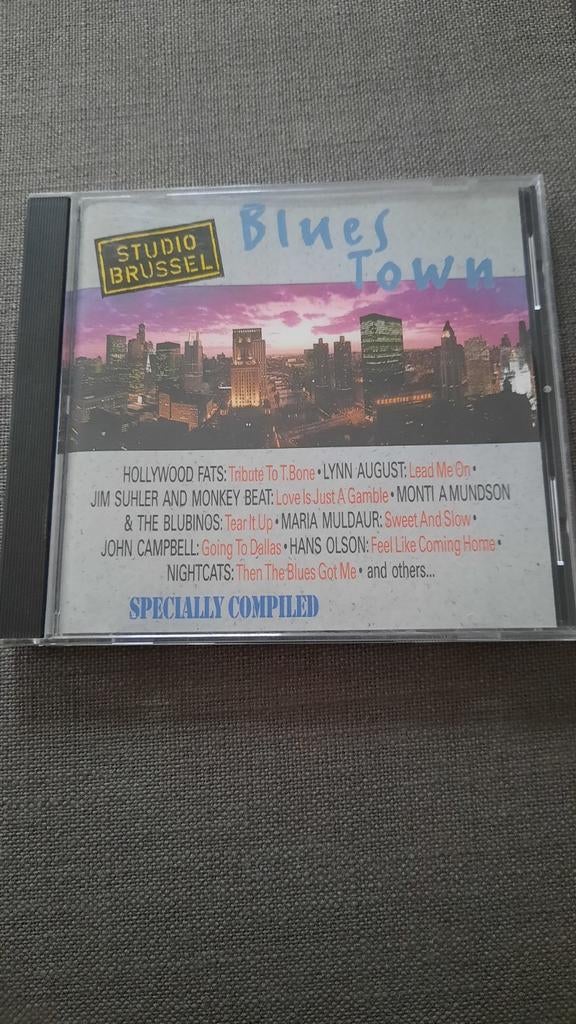 STUDIO
BRUSSEL
Blues
Town
EXECUTIVE PLAZA
HOLLYWOOD FATS: Tribute To T.Bone • LYNN AUGUST: Lead Me On •
JIM SUHLER AND MONKEY BEAT: Love Is Just A Gamble • MONTI A MUNDSON
& THE BLUBINOS: Tear It Up • MARIA MULDAUR: Sweet And Slow •
JOHN CAMPBELL: Going To Dallas • HANS OLSON: Feel Like Coming Home •
NIGHTCATS: Then The Blues Got Me • and others...
SPECIALLY COMPILED